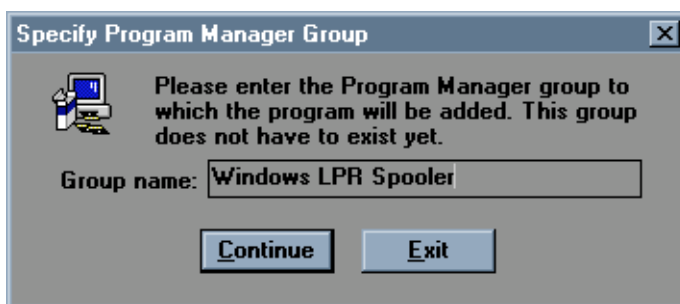 Specify Program Manager Group
Please enter the Program Manager group to
which the program will be added. This group
does not have to exist yet.
Group name: Windows LPR Spooler
Continue Exit